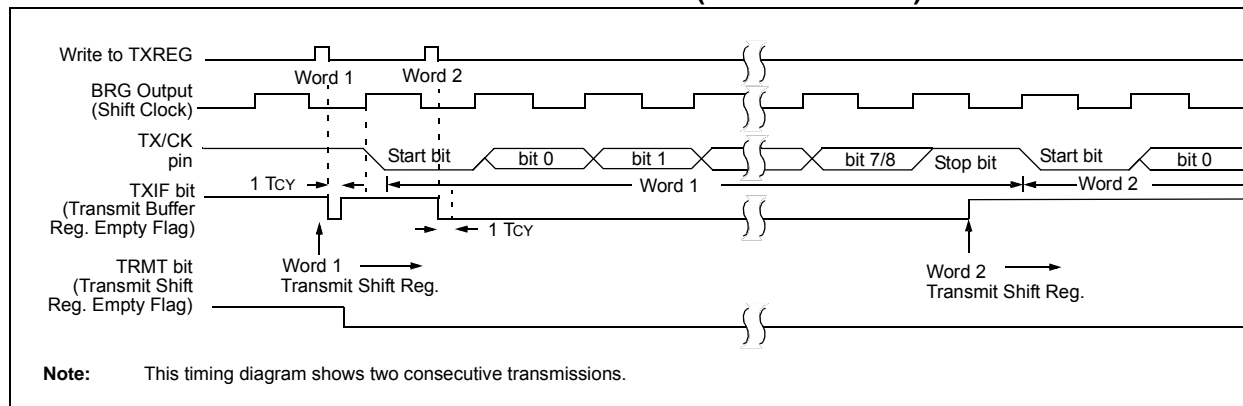 Write to TXREG
Word 1
Word 2
BRG Output
(Shift Clock)
TX/CK
pin
Start bit
bit 0
bit 1
bit 7/8
Stop bit
Start bit
bit 0
1 TCY
Word 1
Word 2
TXIF bit
(Transmit Buffer
Reg. Empty Flag)
1 TCY
Word 1
Transmit Shift Reg.
Word 2
Transmit Shift Reg.
TRMT bit
(Transmit Shift
Reg. Empty Flag)
Note: This timing diagram shows two consecutive transmissions.